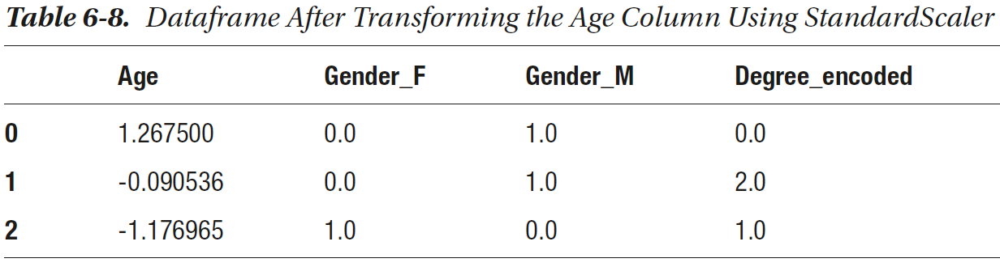 Table 6-8. Dataframe After Transforming the Age Column Using StandardScaler
Age Gender_F Gender_M Degree_encoded
0 1.267500 0.0 1.0 0.0
1 -0.090536 0.0 1.0 2.0
2 -1.176965 1.0 0.0 1.0